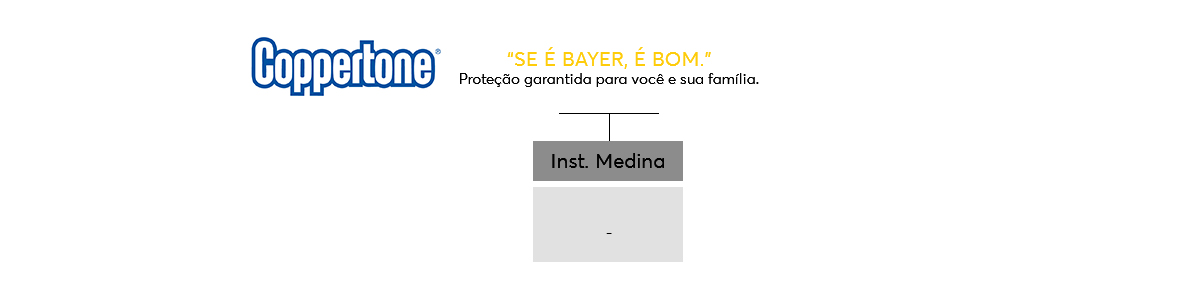 Coppertone®
“SE É BAYER, É BOM.”
Proteção garantida para você e sua família.
Inst. Medina
-